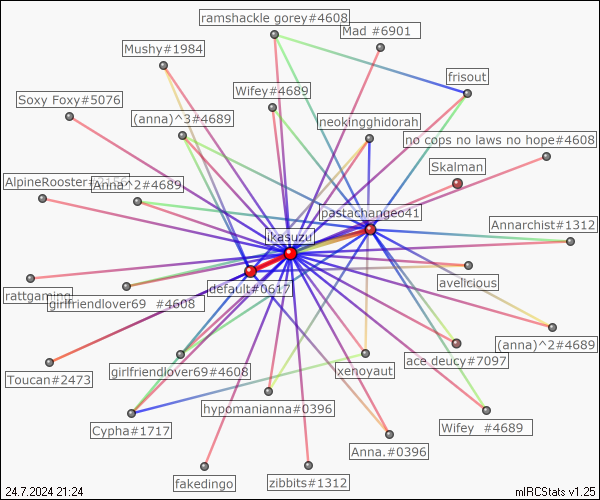 ramshackle gorey#4608
Mad #6901
Mushy#1984
frisout
Wifey#4689
Soxy Foxy#5076
(anna)^3#4689
neokingghidorah
no cops no laws no hope#4608
Skalman
AlpineRooster
Anna^2#4689
pastachangeo41
Annarchist#1312
ikasuzu
avelicious
default#0617
rattgaming
girlfriendlover69 #4608
(anna)^2#4689
ace.deucy#7097
xenoyaut
girlfriendlover69#4608
Toucan#2473
hypomanianna#0396
Cypha#1717
Wifey #4689
Anna.#0396
fakedingo
zibbits#1312
24.7.2024 21:24
mIRCStats v1.25